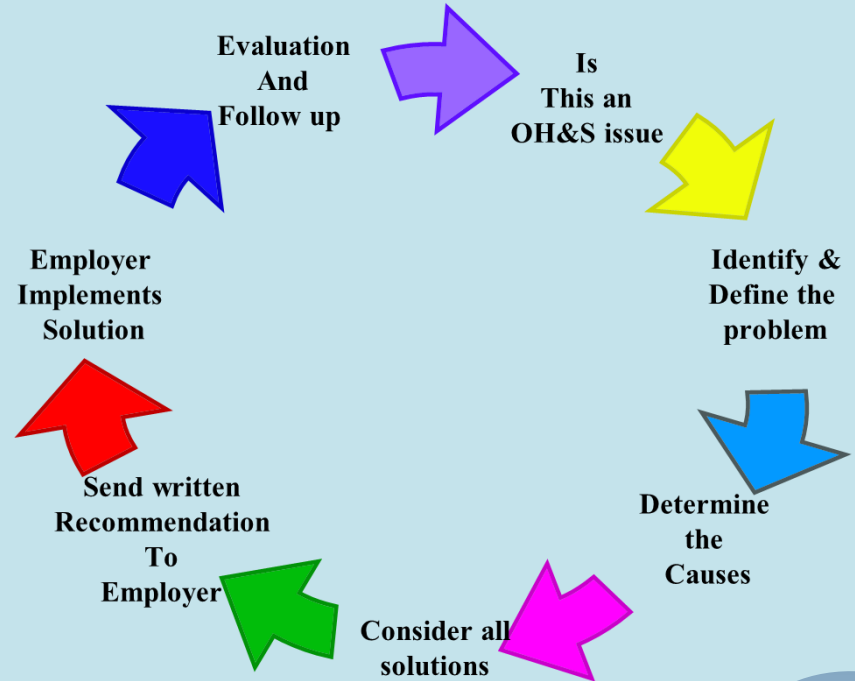 Evaluation
And
Follow up
Is
This an
OH&S issue
Identify &
Define the
problem
Determine
the
Causes
Consider all
solutions
Send written
Recommendation
To
Employer
Employer
Implements
Solution